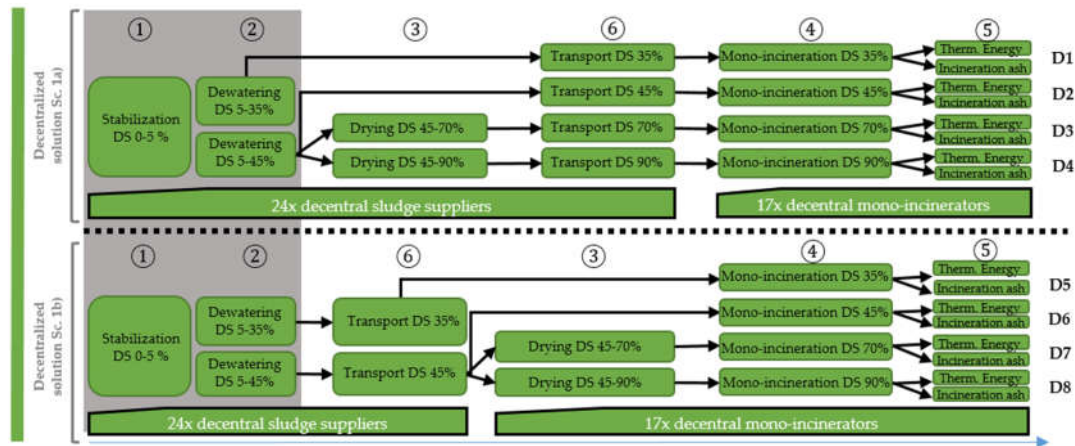 Decentralized
solution Sc. 1a)
① ② ③ ⑥ ④ ⑤
Stabilization
DS 0-5 %
Dewatering
DS 5-35%
Dewatering
DS 5-45%
Drying DS 45-70%
Drying DS 45-90%
Transport DS 35%
Transport DS 45%
Transport DS 70%
Transport DS 90%
Mono-incineration DS 35%
Mono-incineration DS 45%
Mono-incineration DS 70%
Mono-incineration DS 90%
Therm. Energy
Incineration ash
D1
Therm. Energy
Incineration ash
D2
Therm. Energy
Incineration ash
D3
Therm. Energy
Incineration ash
D4
24x decentral sludge suppliers
17x decentral mono-incinerators
Decentralized
solution Sc. 1b)
① ② ⑥ ③ ④ ⑤
Stabilization
DS 0-5 %
Dewatering
DS 5-35%
Dewatering
DS 5-45%
Transport DS 35%
Transport DS 45%
Drying DS 45-70%
Drying DS 45-90%
Mono-incineration DS 35%
Mono-incineration DS 45%
Mono-incineration DS 70%
Mono-incineration DS 90%
Therm. Energy
Incineration ash
D5
Therm. Energy
Incineration ash
D6
Therm. Energy
Incineration ash
D7
Therm. Energy
Incineration ash
D8
24x decentral sludge suppliers
17x decentral mono-incinerators